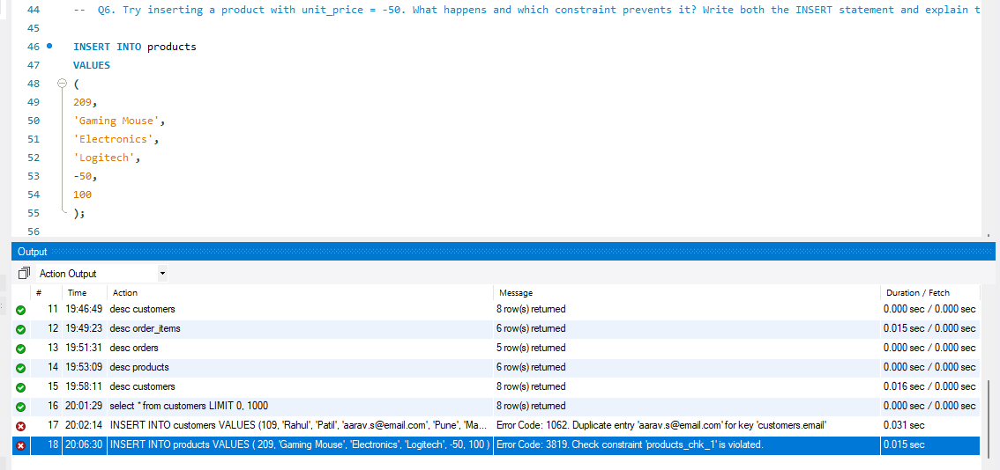 44 -- Q6. Try inserting a product with unit_price = -50. What happens and which constraint prevents it? Write both the INSERT statement and explain t
45
46 INSERT INTO products
47 VALUES
48 (
49 209,
50 'Gaming Mouse',
51 'Electronics',
52 'Logitech',
53 -50,
54 100
55 );
56
Output
Action Output
# Time Action Message Duration / Fetch
11 19:46:49 desc customers 8 row(s) returned 0.000 sec / 0.000 sec
12 19:49:23 desc order_items 6 row(s) returned 0.015 sec / 0.000 sec
13 19:51:31 desc orders 5 row(s) returned 0.000 sec / 0.000 sec
14 19:53:09 desc products 6 row(s) returned 0.000 sec / 0.000 sec
15 19:58:11 desc customers 8 row(s) returned 0.016 sec / 0.000 sec
16 20:01:29 select * from customers LIMIT 0, 1000 8 row(s) returned 0.000 sec / 0.000 sec
17 20:02:14 INSERT INTO customers VALUES (109, 'Rahul', 'Patil', 'aarav.s@email.com', 'Pune', 'Ma... Error Code: 1062. Duplicate entry 'aarav.s@email.com' for key 'customers.email' 0.031 sec
18 20:06:30 INSERT INTO products VALUES ( 209, 'Gaming Mouse', 'Electronics', 'Logitech', -50, 100 ) Error Code: 3819. Check constraint 'products_chk_1' is violated. 0.015 sec